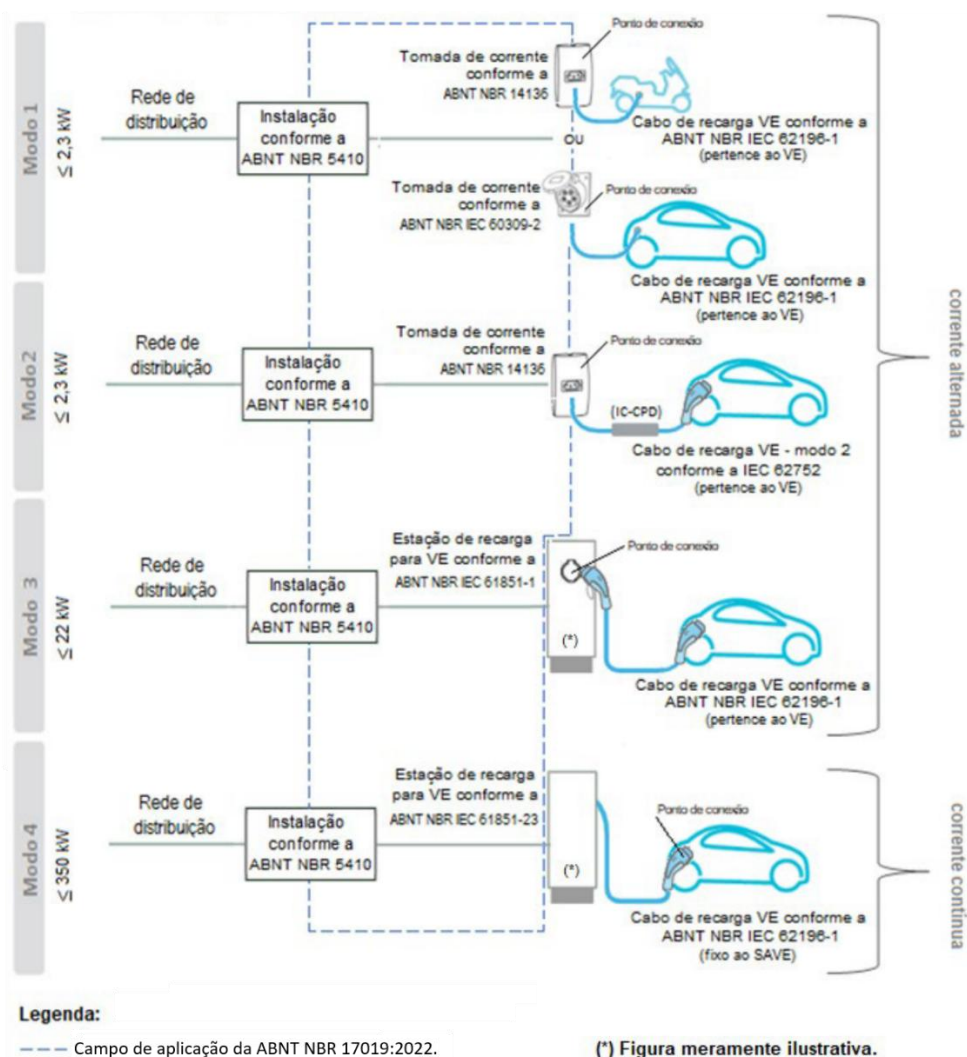 Modo 1
≤ 2,3 kW
Rede de
distribuição
Instalação
conforme a
ABNT NBR 5410
Tomada de corrente
conforme a
ABNT NBR 14136
Ponto de conexão
Cabo de recarga VE conforme a
ABNT NBR IEC 62196-1
(pertence ao VE)
OU
Tomada de corrente
conforme a
ABNT NBR IEC 60309-2
Ponto de conexão
Cabo de recarga VE conforme a
ABNT NBR IEC 62196-1
(pertence ao VE)
Modo2
≤ 2,3 kW
Rede de
distribuição
Instalação
conforme a
ABNT NBR 5410
Tomada de corrente
conforme a
ABNT NBR 14136
Ponto de conexão
(IC-CPD)
Cabo de recarga VE - modo 2
conforme a IEC 62752
(pertence ao VE)
Modo 3
≤ 22 kW
Rede de
distribuição
Instalação
conforme a
ABNT NBR 5410
Estação de recarga
para VE conforme a
ABNT NBR IEC 61851-1
Ponto de conexão
(*)
Cabo de recarga VE conforme a
ABNT NBR IEC 62196-1
(pertence ao VE)
corrente alternada
Modo 4
≤ 350 kW
Rede de
distribuição
Instalação
conforme a
ABNT NBR 5410
Estação de recarga
para VE conforme a
ABNT NBR IEC 61851-23
Ponto de conexão
(*)
Cabo de recarga VE conforme a
ABNT NBR IEC 62196-1
(fixo ao SAVE)
corrente contínua
Legenda:
Campo de aplicação da ABNT NBR 17019:2022.
(*) Figura meramente ilustrativa.